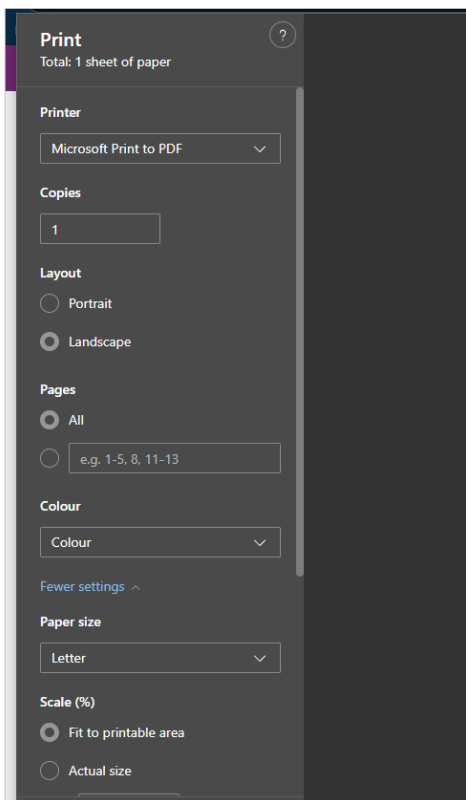 Print
?
Total: 1 sheet of paper
Printer
Microsoft Print to PDF
Copies
1
Layout
Portrait
Landscape
Pages
All
e.g. 1-5, 8, 11-13
Colour
Colour
Fewer settings
Paper size
Letter
Scale (%)
Fit to printable area
Actual size